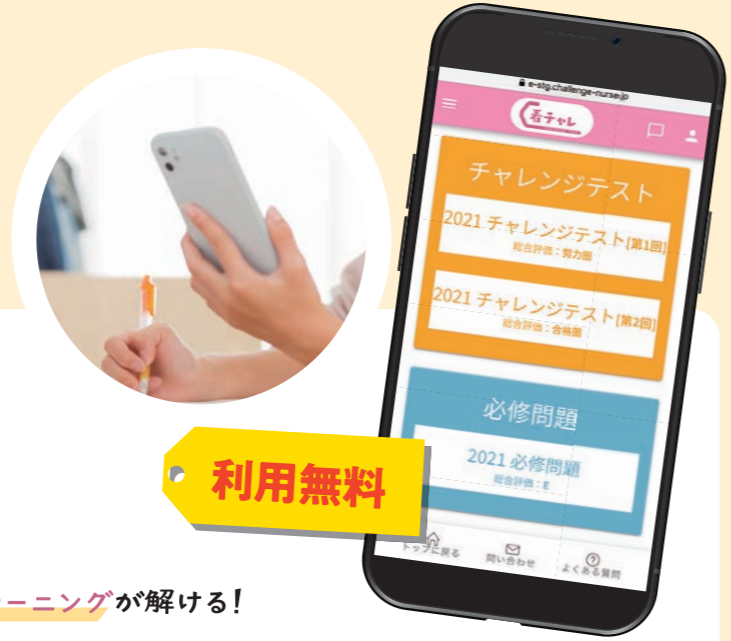 e-stg.challenge-nurse.jp
看チャレ
チャレンジテスト
2021 チャレンジテスト[第1回]
総合評価：努力圏
2021 チャレンジテスト[第2回]
総合評価：合格圏
必修問題
2021 必修問題
総合評価：E
トップに戻る
問い合わせ
よくある質問
利用無料
ーニングが解ける！